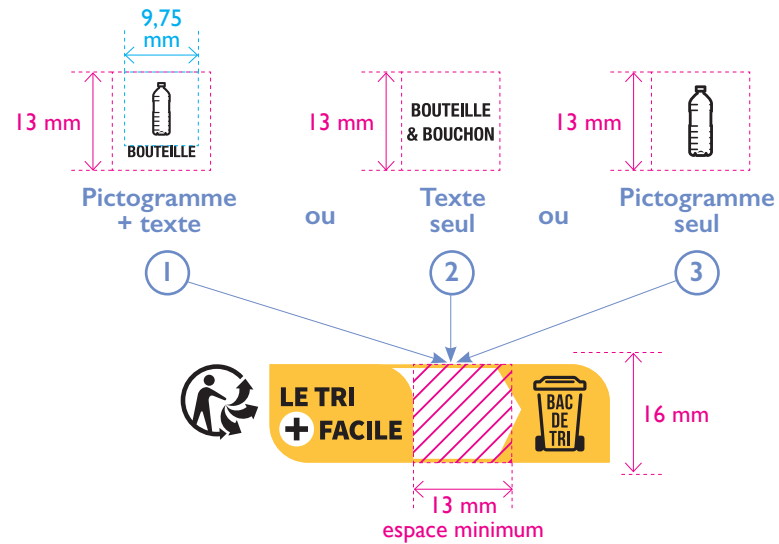 9,75
mm
13 mm
BOUTEILLE
13 mm
BOUTEILLE
& BOUCHON
13 mm
Pictogramme
+ texte
ou
Texte
seul
ou
Pictogramme
seul
1
2
3
LE TRI
+ FACILE
BAC
DE
TRI
16 mm
13 mm
espace minimum